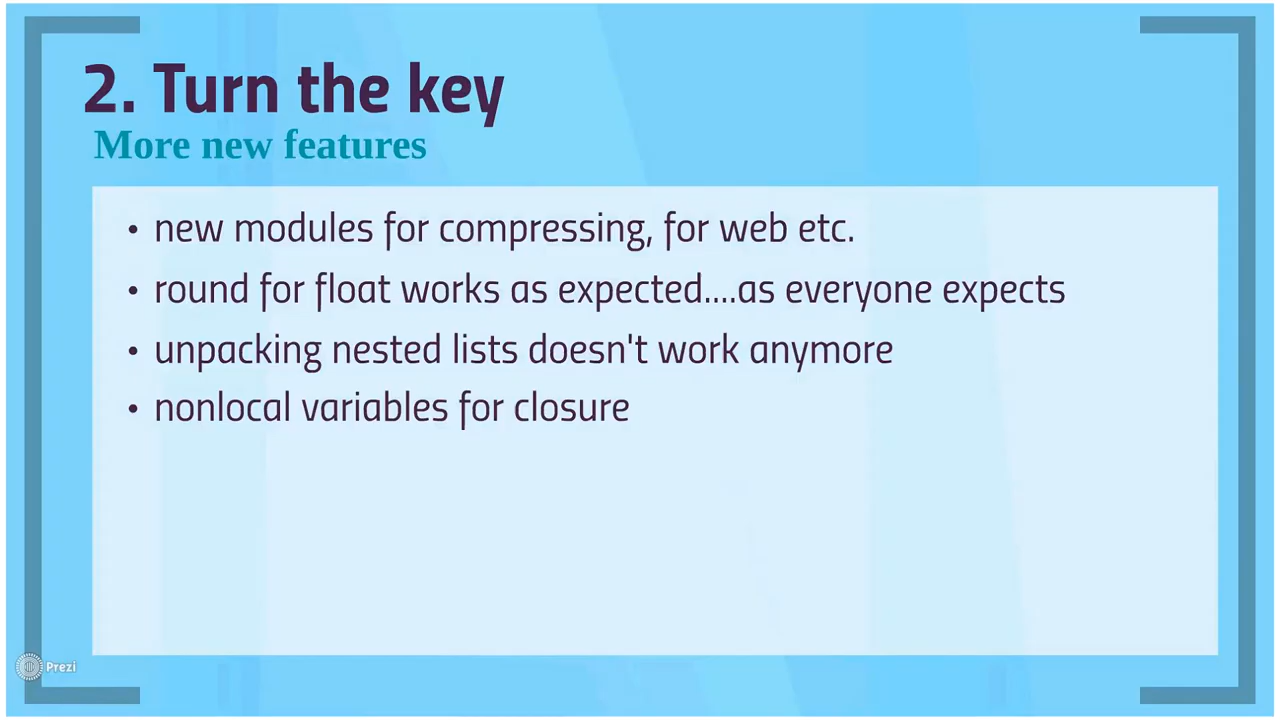 2. Turn the key
More new features
• new modules for compressing, for web etc.
• round for float works as expected....as everyone expects
• unpacking nested lists doesn't work anymore
• nonlocal variables for closure
Prezi